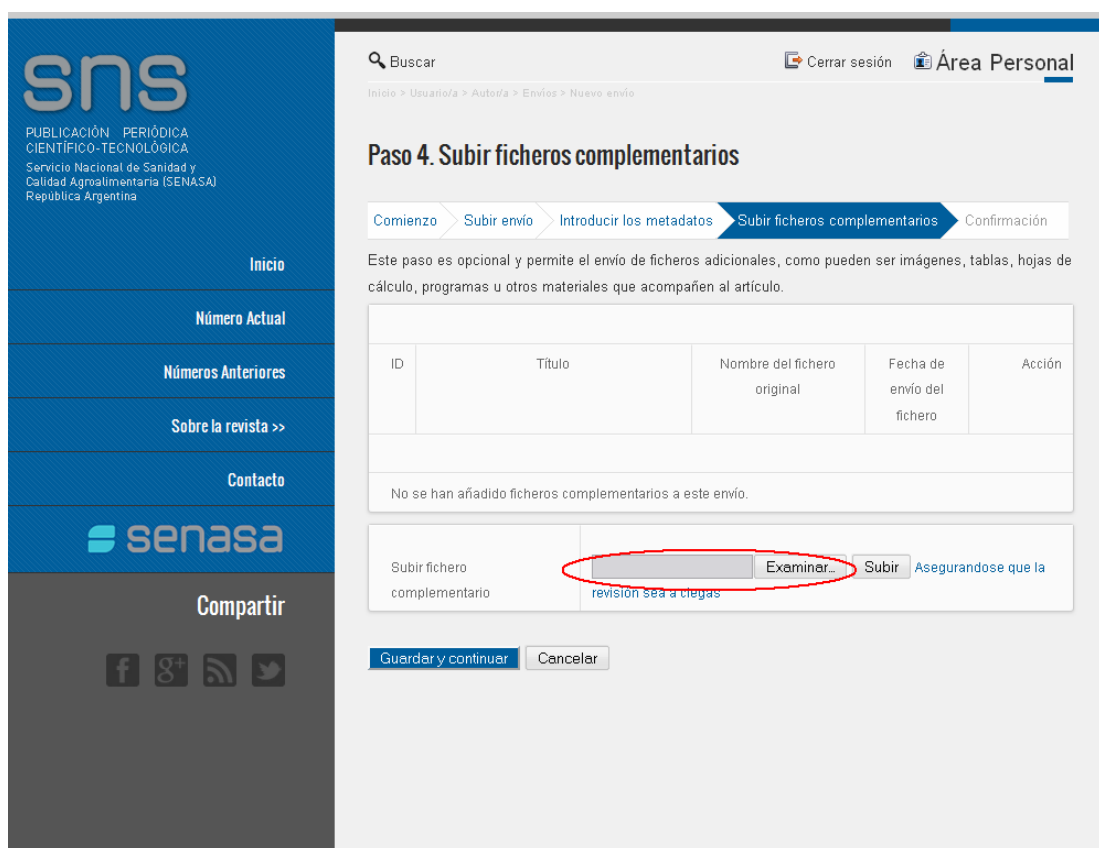 sns
PUBLICACIÓN PERIÓDICA
CIENTÍFICO-TECNOLÓGICA
Servicio Nacional de Sanidad y
Calidad Agroalimentaria (SENASA)
República Argentina
Inicio
Número Actual
Números Anteriores
Sobre la revista >>
Contacto
senasa
Compartir
Buscar
Cerrar sesión
Área Personal
Inicio > Usuario/a > Autor/a > Envíos > Nuevo envío
Paso 4. Subir ficheros complementarios
Comienzo Subir envío Introducir los metadatos Subir ficheros complementarios Confirmación
Este paso es opcional y permite el envío de ficheros adicionales, como pueden ser imágenes, tablas, hojas de
cálculo, programas u otros materiales que acompañen al artículo.
ID
Título
Nombre del fichero
original
Fecha de
envío del
fichero
Acción
No se han añadido ficheros complementarios a este envío.
Subir fichero
complementario
Examinar... Subir Asegurandose que la
revisión sea a ciegas
Guardar y continuar Cancelar